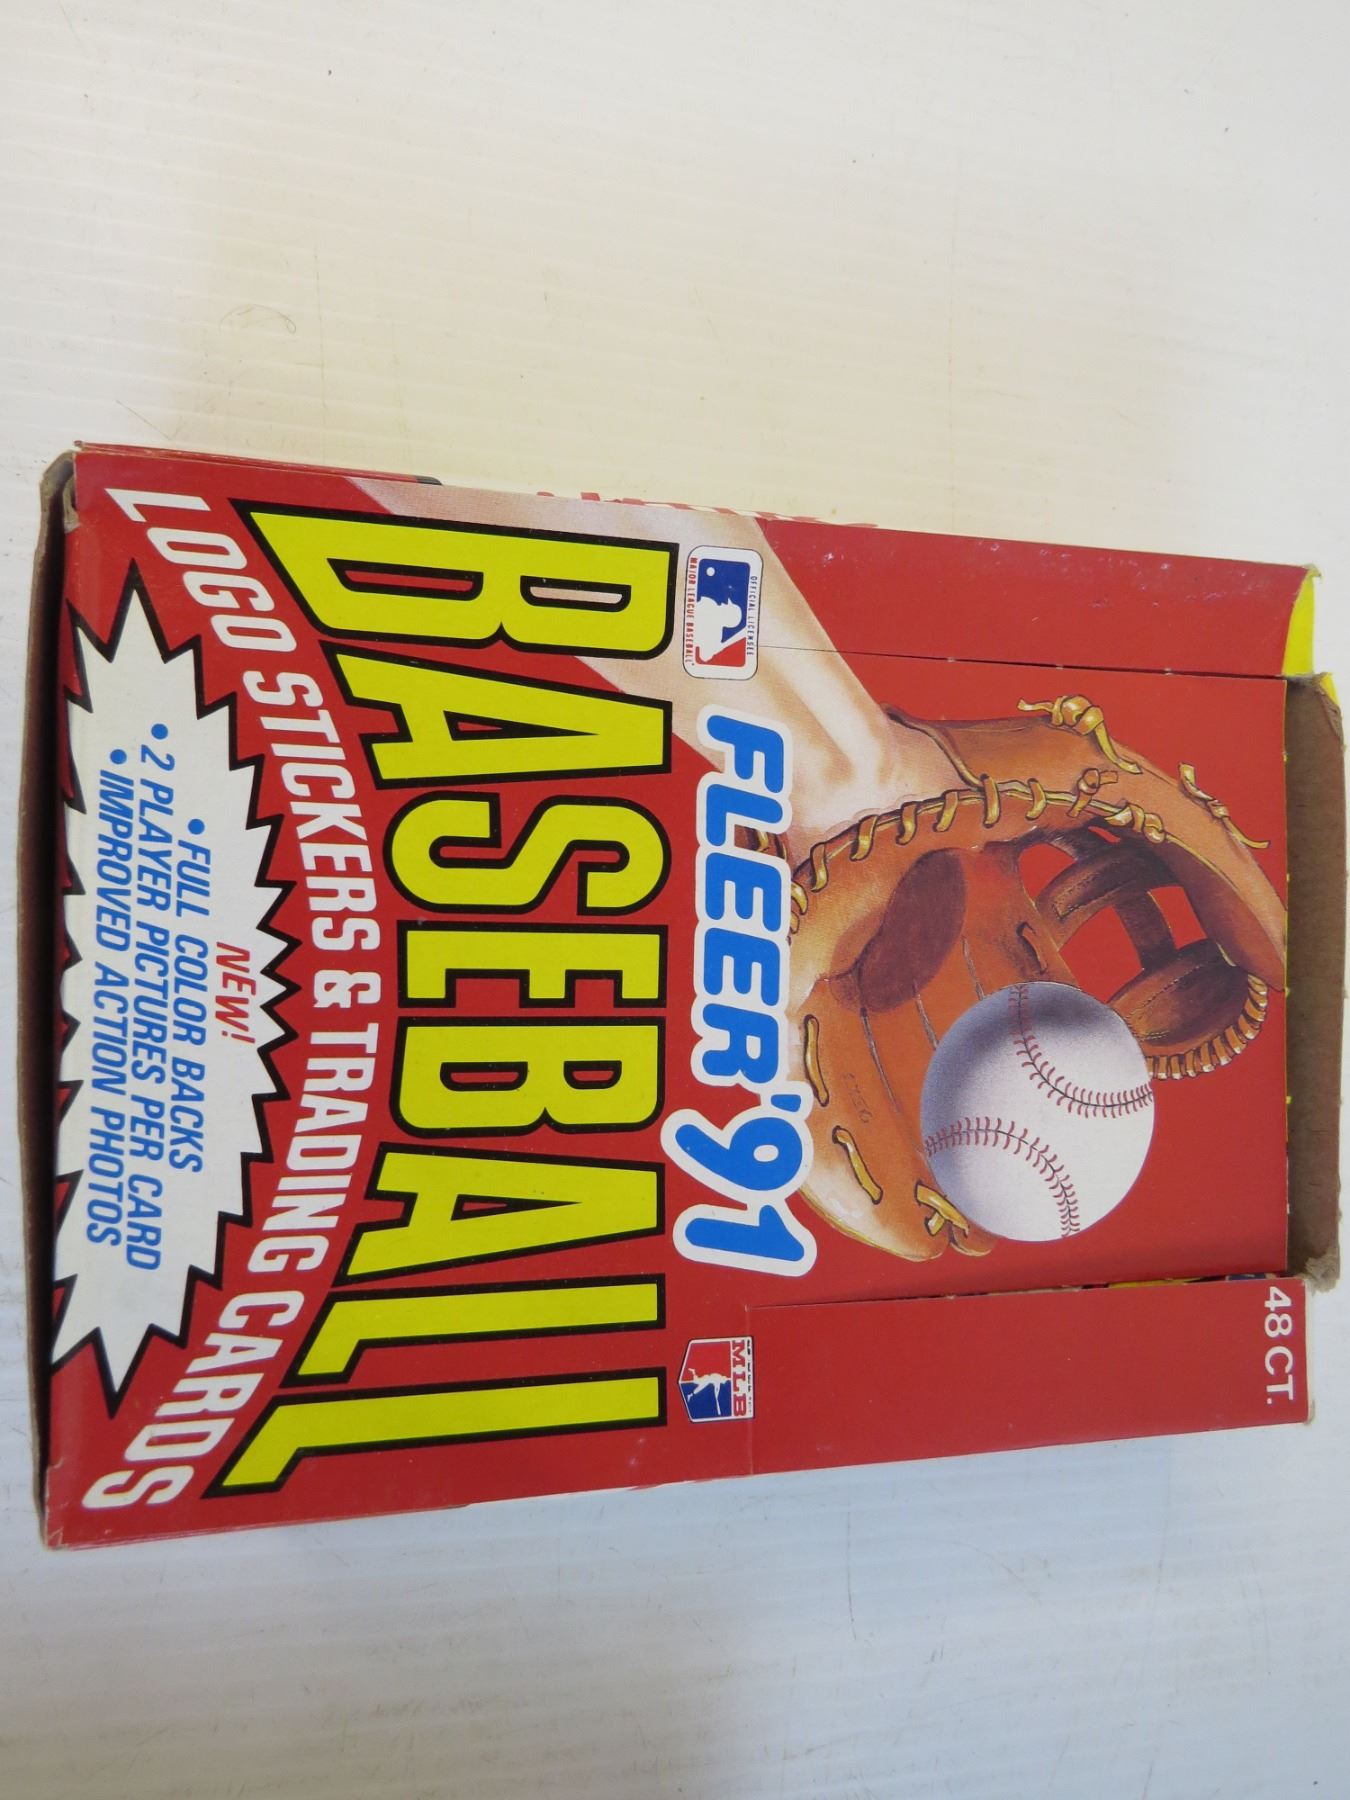 48 CT.
FLEER '91
OFFICIAL LICENSEE
MAJOR LEAGUE BASEBALL
MLB
BASEBALL
LOGO STICKERS & TRADING CARDS
NEW!
• FULL COLOR BACKS
• 2 PLAYER PICTURES PER CARD
• IMPROVED ACTION PHOTOS